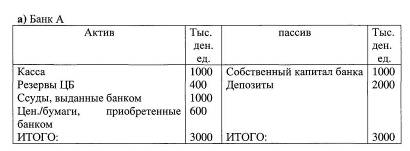 а) Банк А
Актив Тыс. ден. ед. пассив Тыс. ден. ед.
Касса 1000 Собственный капитал банка 1000
Резервы ЦБ 400 Депозиты 2000
Ссуды, выданные банком 1000
Цен./бумаги, приобретенные банком 600
ИТОГО: 3000 ИТОГО: 3000